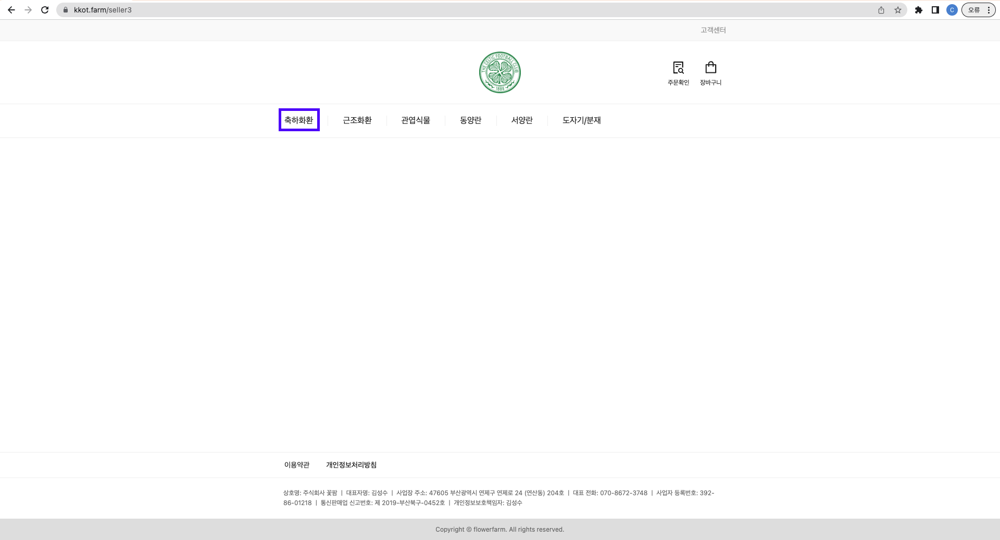 kkot.farm/seller3
C
오류
고객센터
THE CELTIC FOOTBALL CLUB
1888
주문확인
장바구니
축하화환
근조화환
관엽식물
동양란
서양란
도자기/분재
이용약관
개인정보처리방침
상호명: 주식회사 꽃팜 | 대표자명: 김성수 | 사업장 주소: 47605 부산광역시 연제구 연제로 24 (연산동) 204호 | 대표 전화: 070-8672-3748 | 사업자 등록번호: 392-
86-01218 | 통신판매업 신고번호: 제 2019-부산북구-0452호 | 개인정보보호책임자: 김성수
Copyright © flowerfarm. All rights reserved.